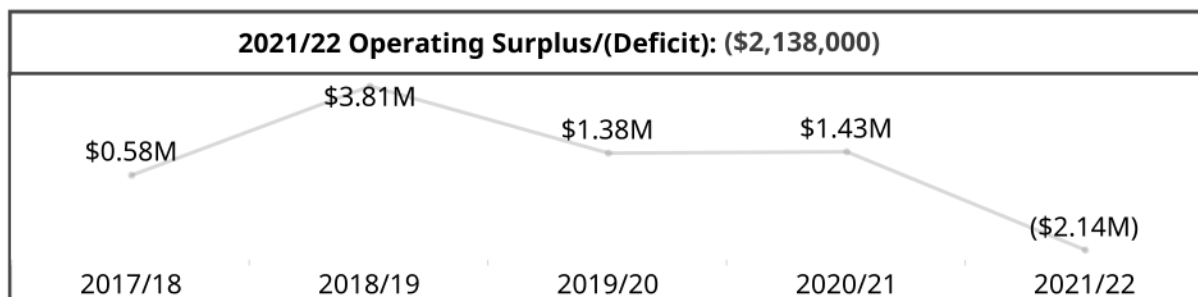 2021/22 Operating Surplus/(Deficit): ($2,138,000)
$3.81M
$1.38M
$1.43M
$0.58M
($2.14M)
2017/18 2018/19 2019/20 2020/21 2021/22